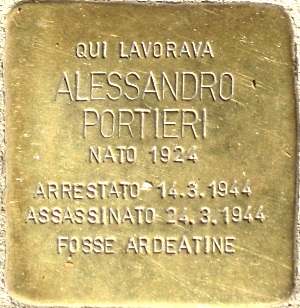 QUI LAVORAVA
ALESSANDRO
PORTIERI
NATO 1924
ARRESTATO 14.3.1944
ASSASSINATO 24.3.1944
FOSSE ARDEATINE